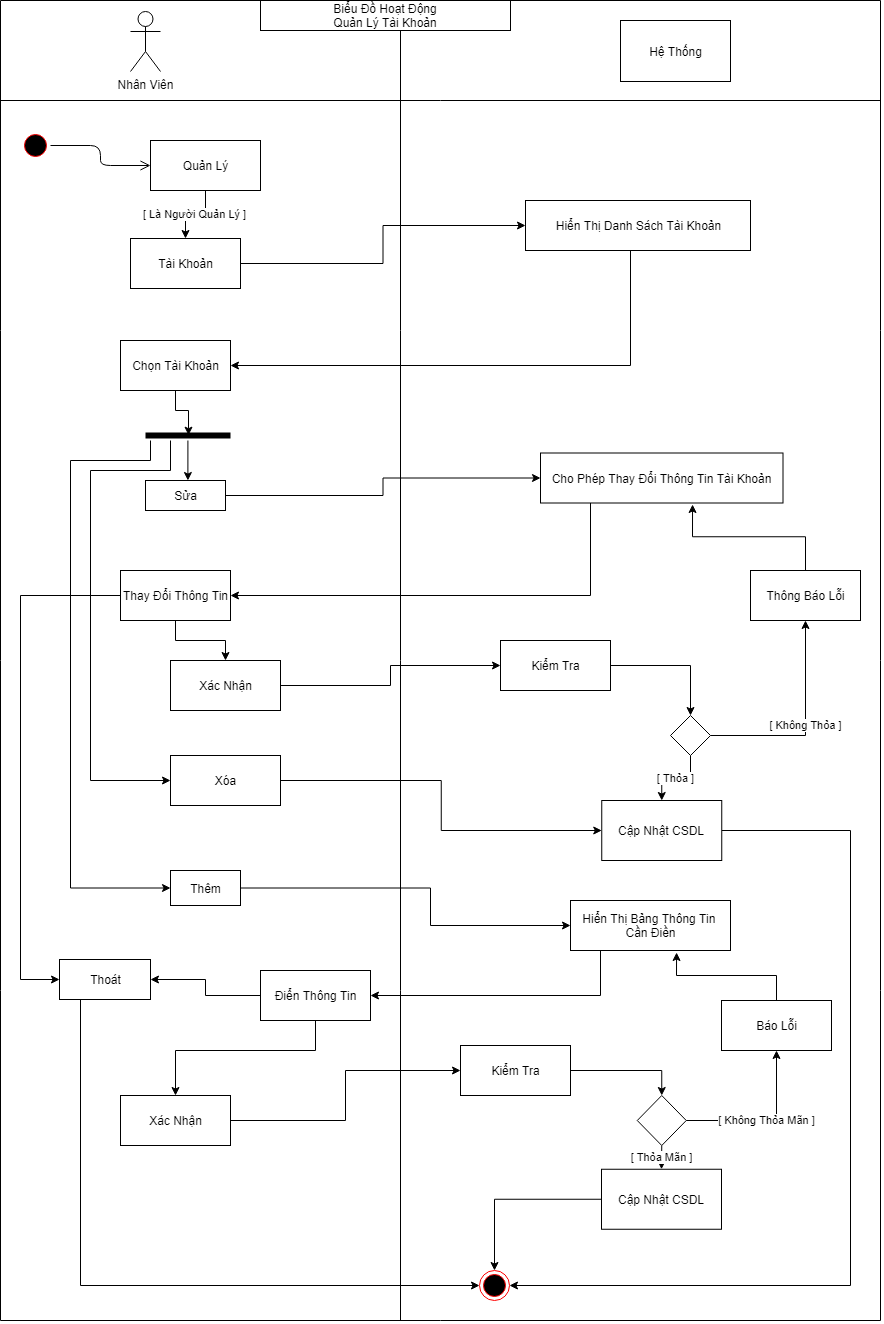 Biểu Đồ Hoạt Động
Quản Lý Tài Khoản
Nhân Viên
Hệ Thống
Quản Lý
[ Là Người Quản Lý ]
Tài Khoản
Hiển Thị Danh Sách Tài Khoản
Chọn Tài Khoản
Sửa
Cho Phép Thay Đổi Thông Tin Tài Khoản
Thay Đổi Thông Tin
Thông Báo Lỗi
Xác Nhận
Kiểm Tra
[ Không Thỏa ]
[ Thỏa ]
Xóa
Cập Nhật CSDL
Thêm
Hiển Thị Bảng Thông Tin
Cần Điền
Thoát
Điển Thông Tin
Báo Lỗi
Kiểm Tra
Xác Nhận
[ Không Thỏa Mãn ]
[ Thỏa Mãn ]
Cập Nhật CSDL